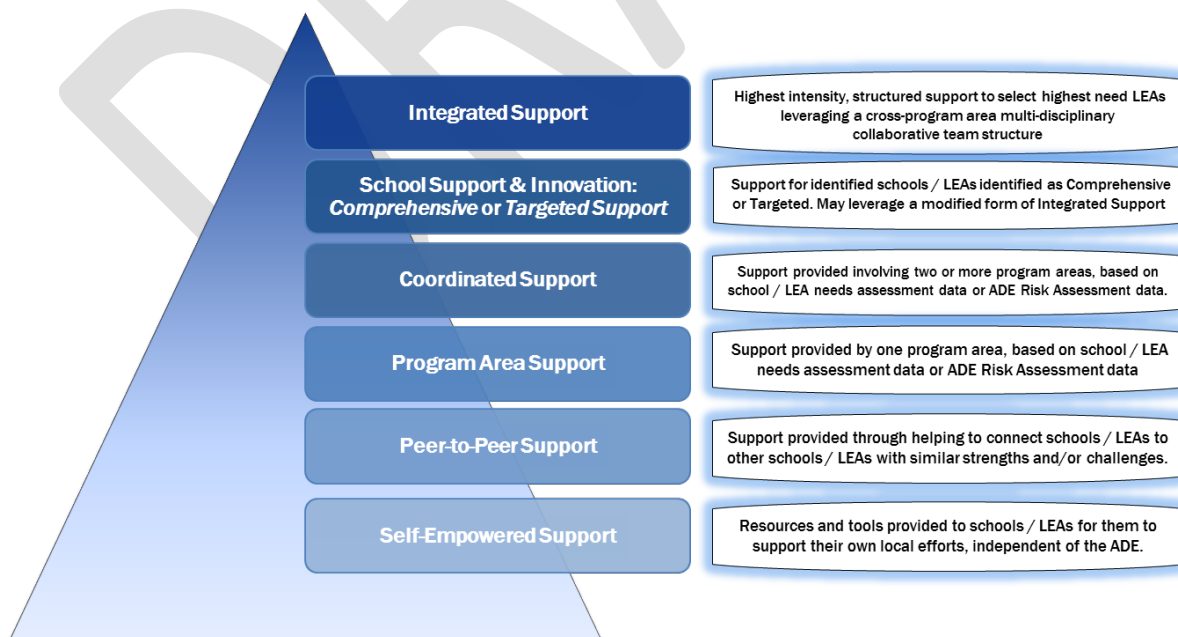 Integrated Support
Highest intensity, structured support to select highest need LEAs
leveraging a cross-program area multi-disciplinary
collaborative team structure
School Support & Innovation:
Comprehensive or Targeted Support
Support for identified schools / LEAs identified as Comprehensive
or Targeted. May leverage a modified form of Integrated Support
Coordinated Support
Support provided involving two or more program areas, based on
school / LEA needs assessment data or ADE Risk Assessment data.
Program Area Support
Support provided by one program area, based on school / LEA
needs assessment data or ADE Risk Assessment data
Peer-to-Peer Support
Support provided through helping to connect schools / LEAs to
other schools / LEAs with similar strengths and/or challenges.
Self-Empowered Support
Resources and tools provided to schools / LEAs for them to
support their own local efforts, independent of the ADE.